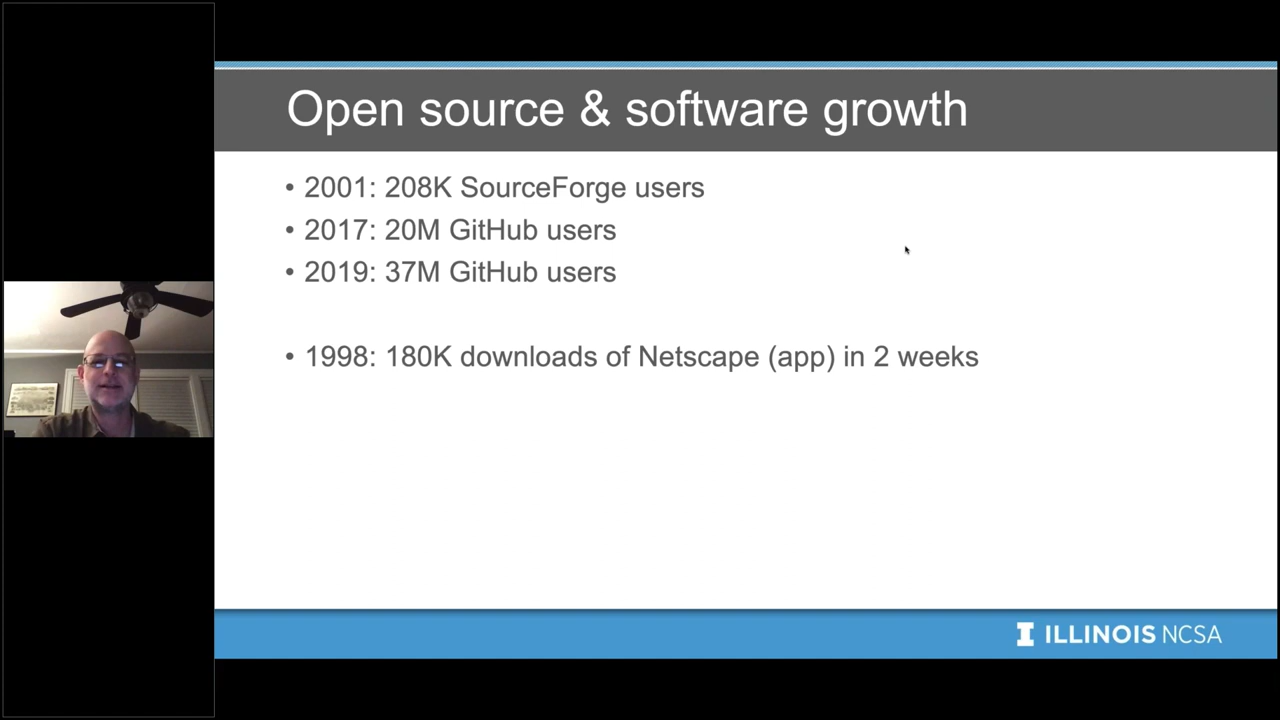 Open source & software growth
• 2001: 208K SourceForge users
• 2017: 20M GitHub users
• 2019: 37M GitHub users
• 1998: 180K downloads of Netscape (app) in 2 weeks
ILLINOIS NCSA